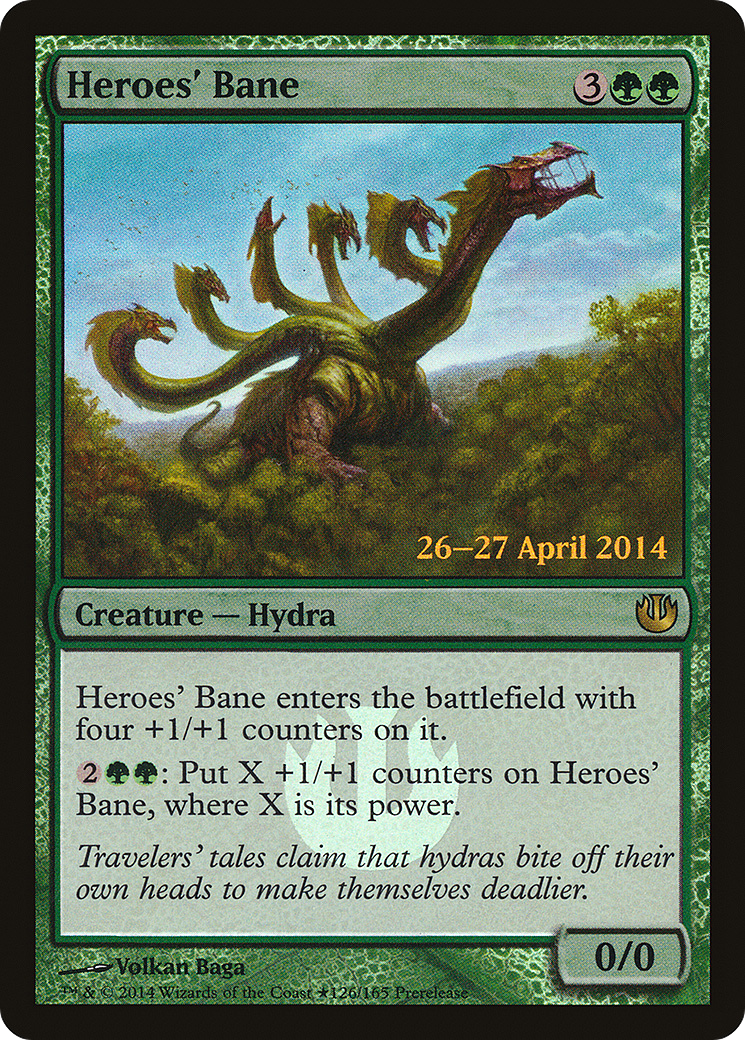 Heroes' Bane 3
26–27 April 2014
Creature — Hydra
Heroes' Bane enters the battlefield with
four +1/+1 counters on it.
2: Put X +1/+1 counters on Heroes'
Bane, where X is its power.
Travelers' tales claim that hydras bite off their
own heads to make themselves deadlier.
0/0
Volkan Baga
™ & © 2014 Wizards of the Coast ★126/165 Prerelease